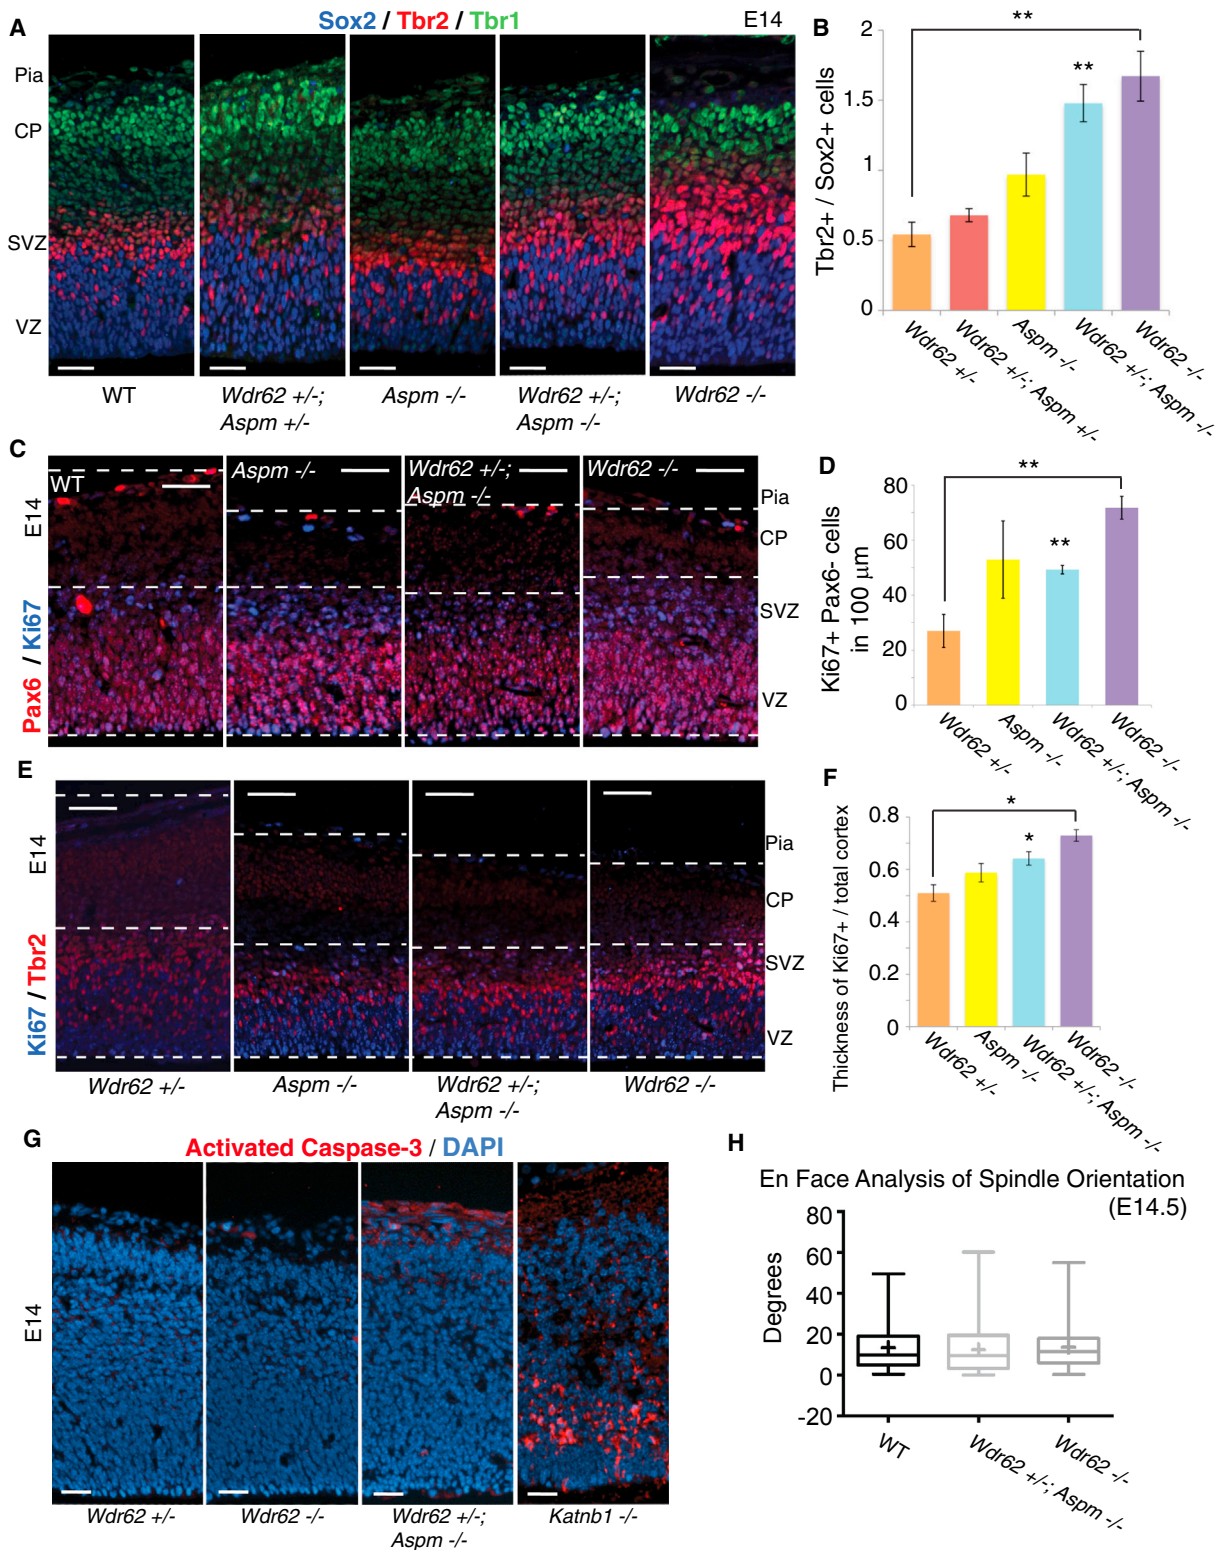 A
Sox2 / Tbr2 / Tbr1
E14
Pia
CP
SVZ
VZ
WT
Wdr62 +/-;
Aspm +/-
Aspm -/-
Wdr62 +/-;
Aspm -/-
Wdr62 -/-
B
Tbr2+ / Sox2+ cells
2
1.5
1
0.5
0
**
**
Wdr62 +/-
Wdr62 +/-; Aspm +/-
Aspm -/-
Wdr62 +/-; Aspm -/-
Wdr62 -/-
C
E14
Pax6 / Ki67
WT
Aspm -/-
Wdr62 +/-;
Aspm -/-
Wdr62 -/-
Pia
CP
SVZ
VZ
D
Ki67+ Pax6- cells
in 100 μm
80
60
40
20
0
**
**
Wdr62 +/-
Aspm -/-
Wdr62 +/-; Aspm -/-
Wdr62 -/-
E
E14
Ki67 / Tbr2
Pia
CP
SVZ
VZ
Wdr62 +/-
Aspm -/-
Wdr62 +/-;
Aspm -/-
Wdr62 -/-
F
Thickness of Ki67+ / total cortex
0.8
0.6
0.4
0.2
0
*
*
Wdr62 +/-
Aspm -/-
Wdr62 +/-; Aspm -/-
Wdr62 -/-
G
Activated Caspase-3 / DAPI
E14
Wdr62 +/-
Wdr62 -/-
Wdr62 +/-;
Aspm -/-
Katnb1 -/-
H
En Face Analysis of Spindle Orientation
(E14.5)
Degrees
80
60
40
20
0
-20
WT
Wdr62 +/-; Aspm -/-
Wdr62 -/-